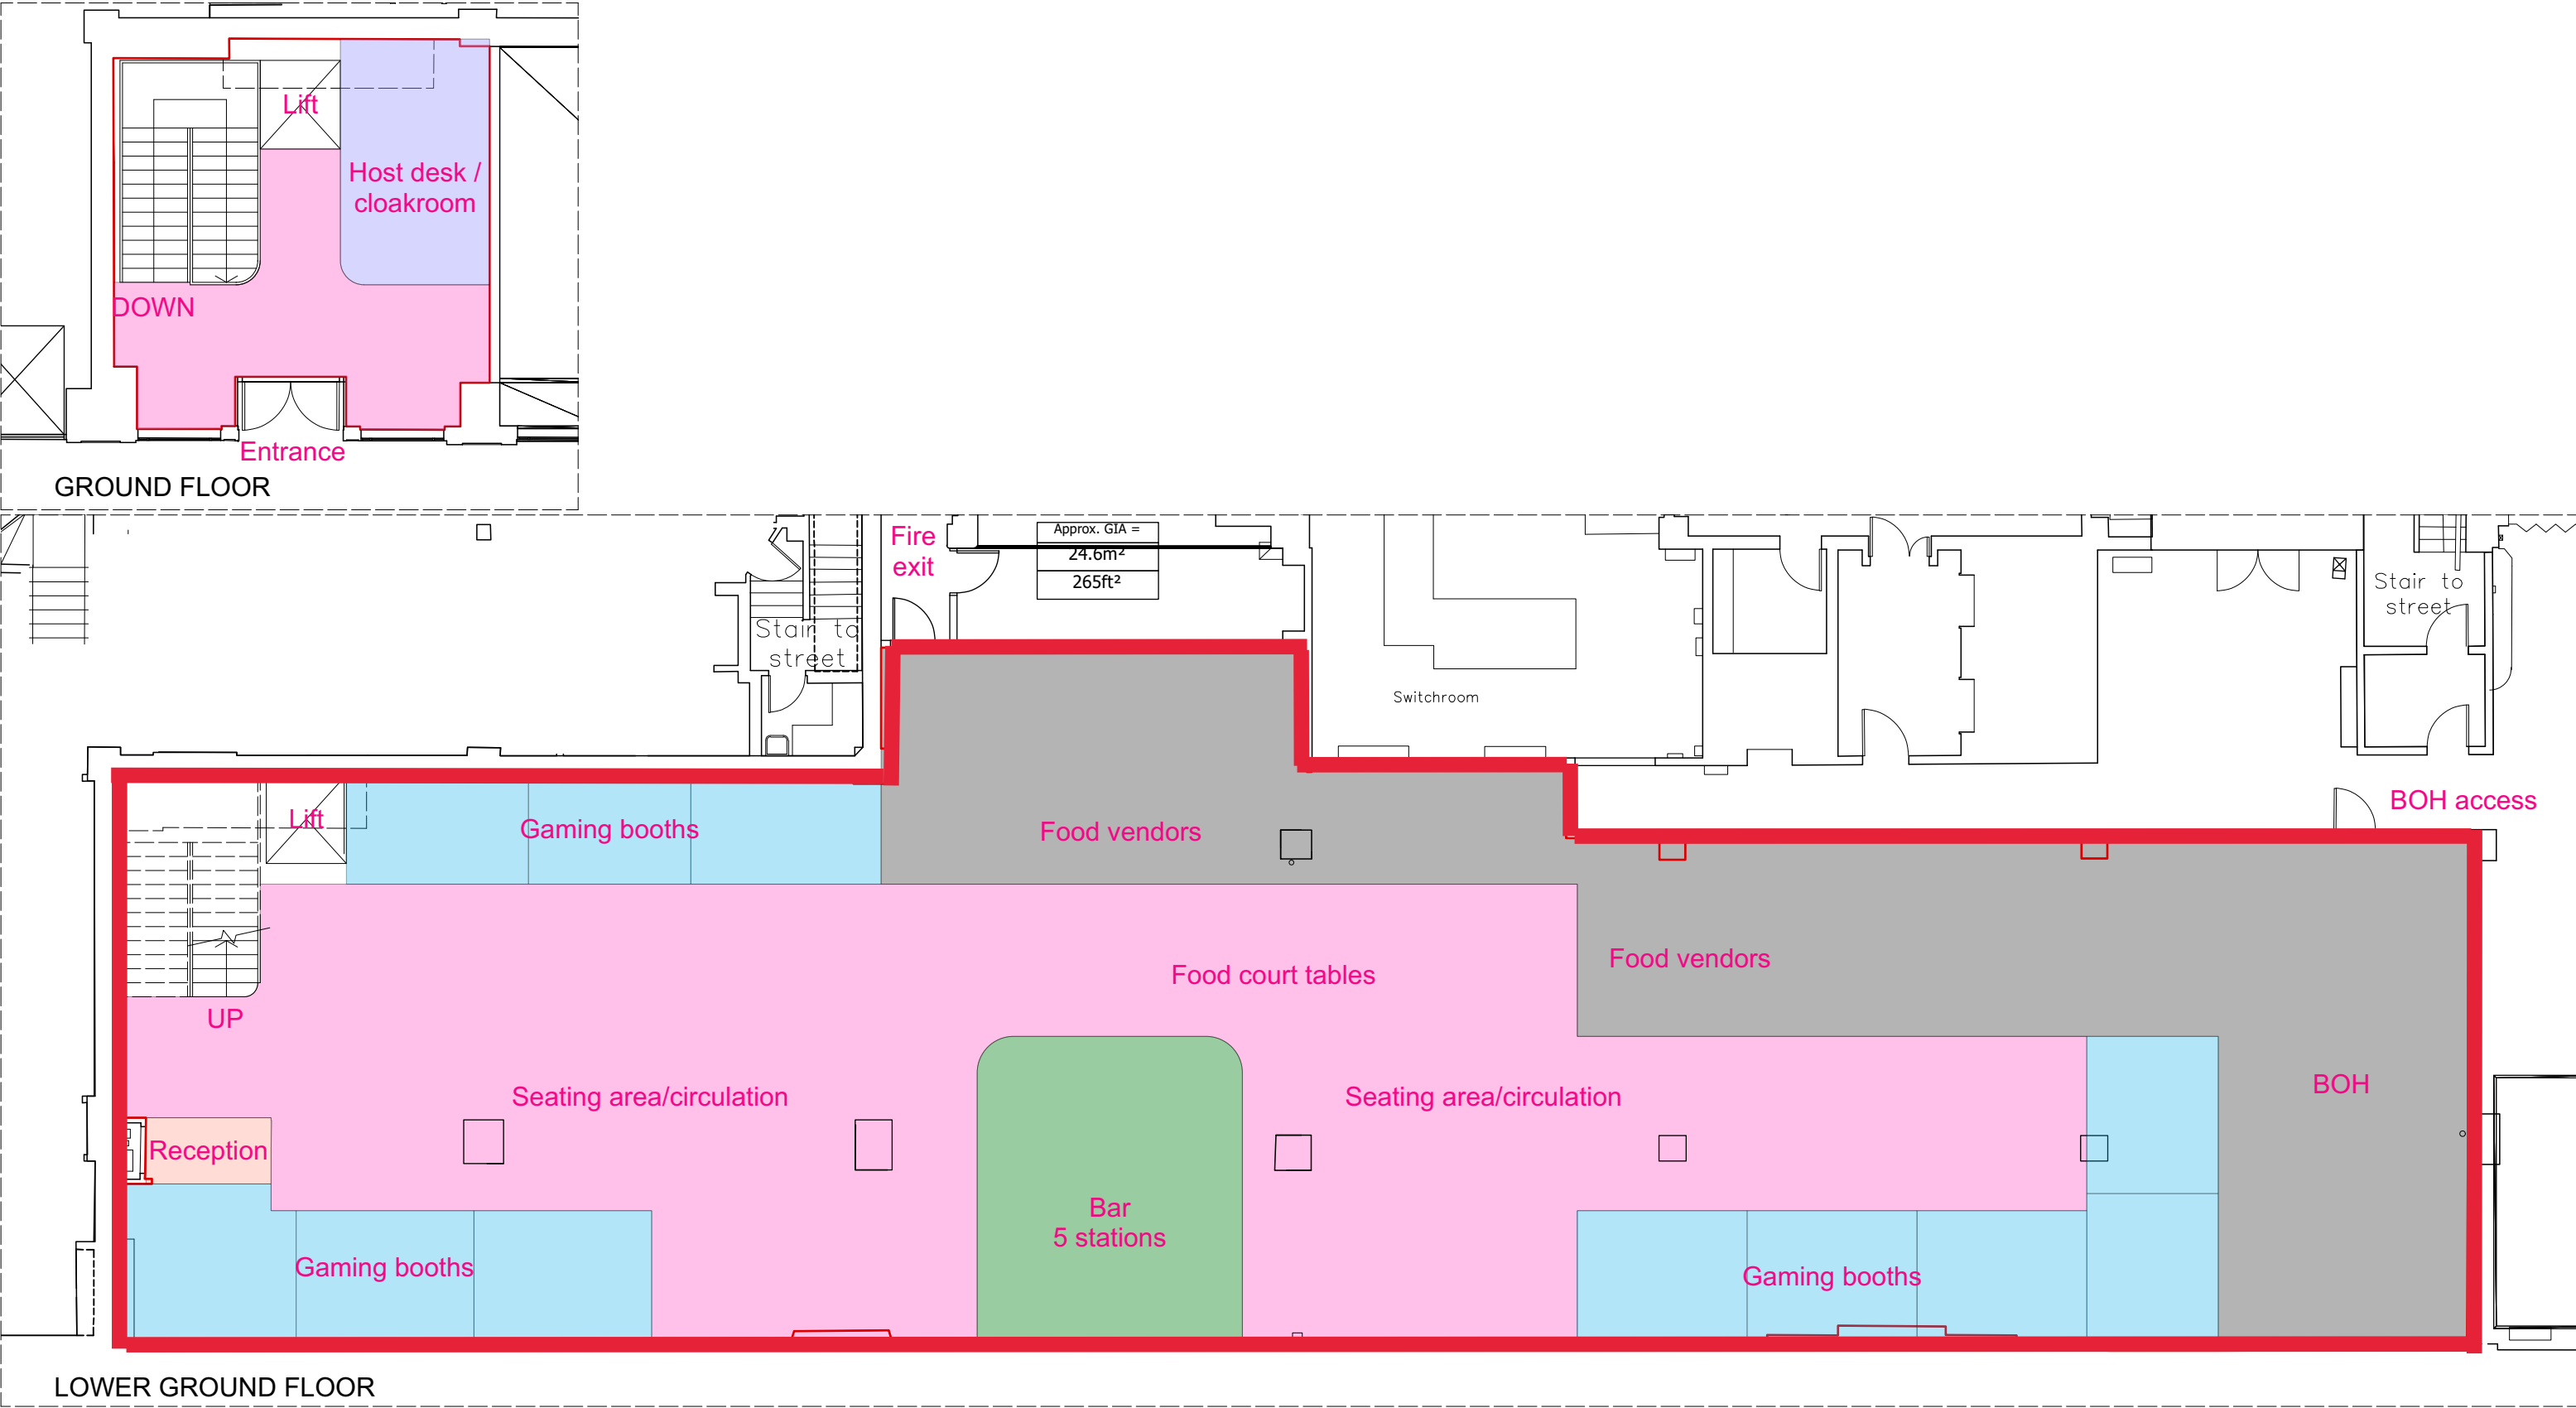 Lift
Host desk /
cloakroom
DOWN
Entrance
GROUND FLOOR
Fire
exit
Approx. GIA =
24.6m²
265ft²
Stair to
street
Stair to
street
Switchroom
BOH access
Lift
Gaming booths
Food vendors
Food vendors
Food court tables
UP
Seating area/circulation
Seating area/circulation
BOH
Reception
Bar
5 stations
Gaming booths
Gaming booths
LOWER GROUND FLOOR